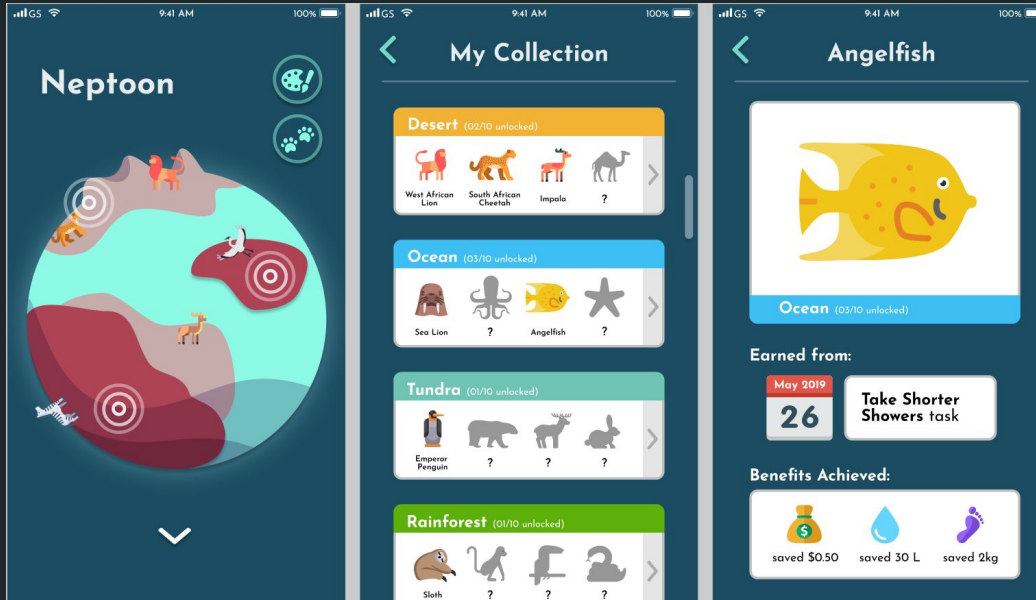 GS 9:41 AM 100%
Neptoon
GS 9:41 AM 100%
My Collection
Desert (02/10 unlocked)
West African
Lion
South African
Cheetah
Impala
?
Ocean (03/10 unlocked)
Sea Lion
?
Angelfish
?
Tundra (01/10 unlocked)
Emperor
Penguin
?
?
?
Rainforest (01/10 unlocked)
Sloth
?
?
?
GS 9:41 AM 100%
Angelfish
Ocean (03/10 unlocked)
Earned from:
May 2019
26
Take Shorter
Showers task
Benefits Achieved:
$
saved $0.50
saved 30 L
saved 2kg